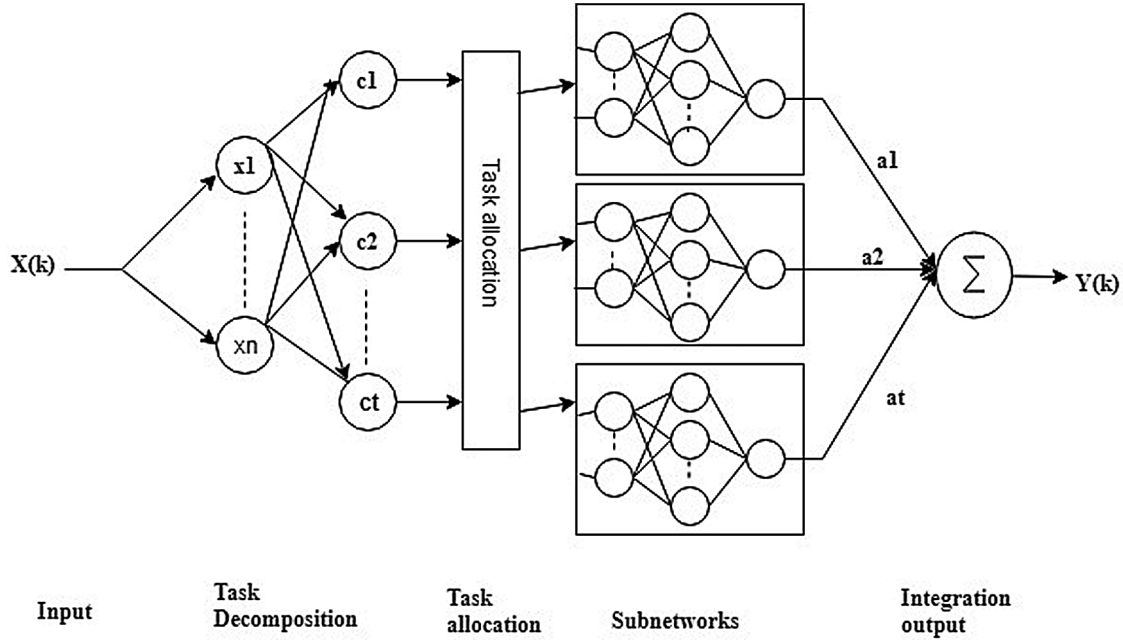 X(k)
x1
xn
c1
c2
ct
Task allocation
a1
a2
at
Σ
Y(k)
Input
Task
Decomposition
Task
allocation
Subnetworks
Integration
output